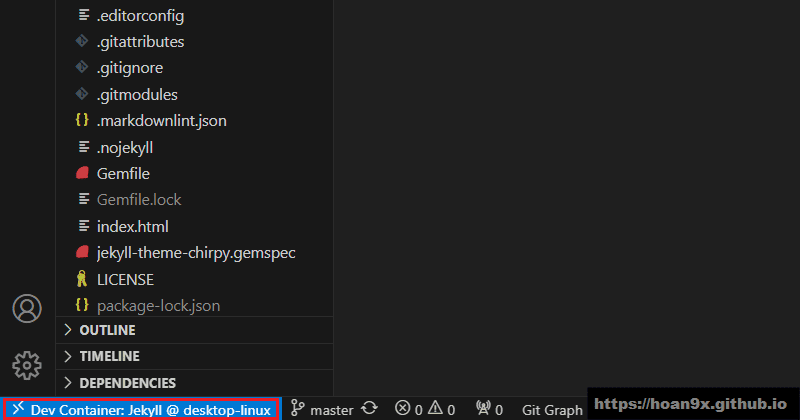 .editorconfig
.gitattributes
.gitignore
.gitmodules
{} .markdownlint.json
.nojekyll
Gemfile
Gemfile.lock
index.html
jekyll-theme-chirpy.gemspec
LICENSE
{} package-lock.json
OUTLINE
TIMELINE
DEPENDENCIES
Dev Container: Jekyll @ desktop-linux master 0 0 0 Git Graph https://hoan9x.github.io